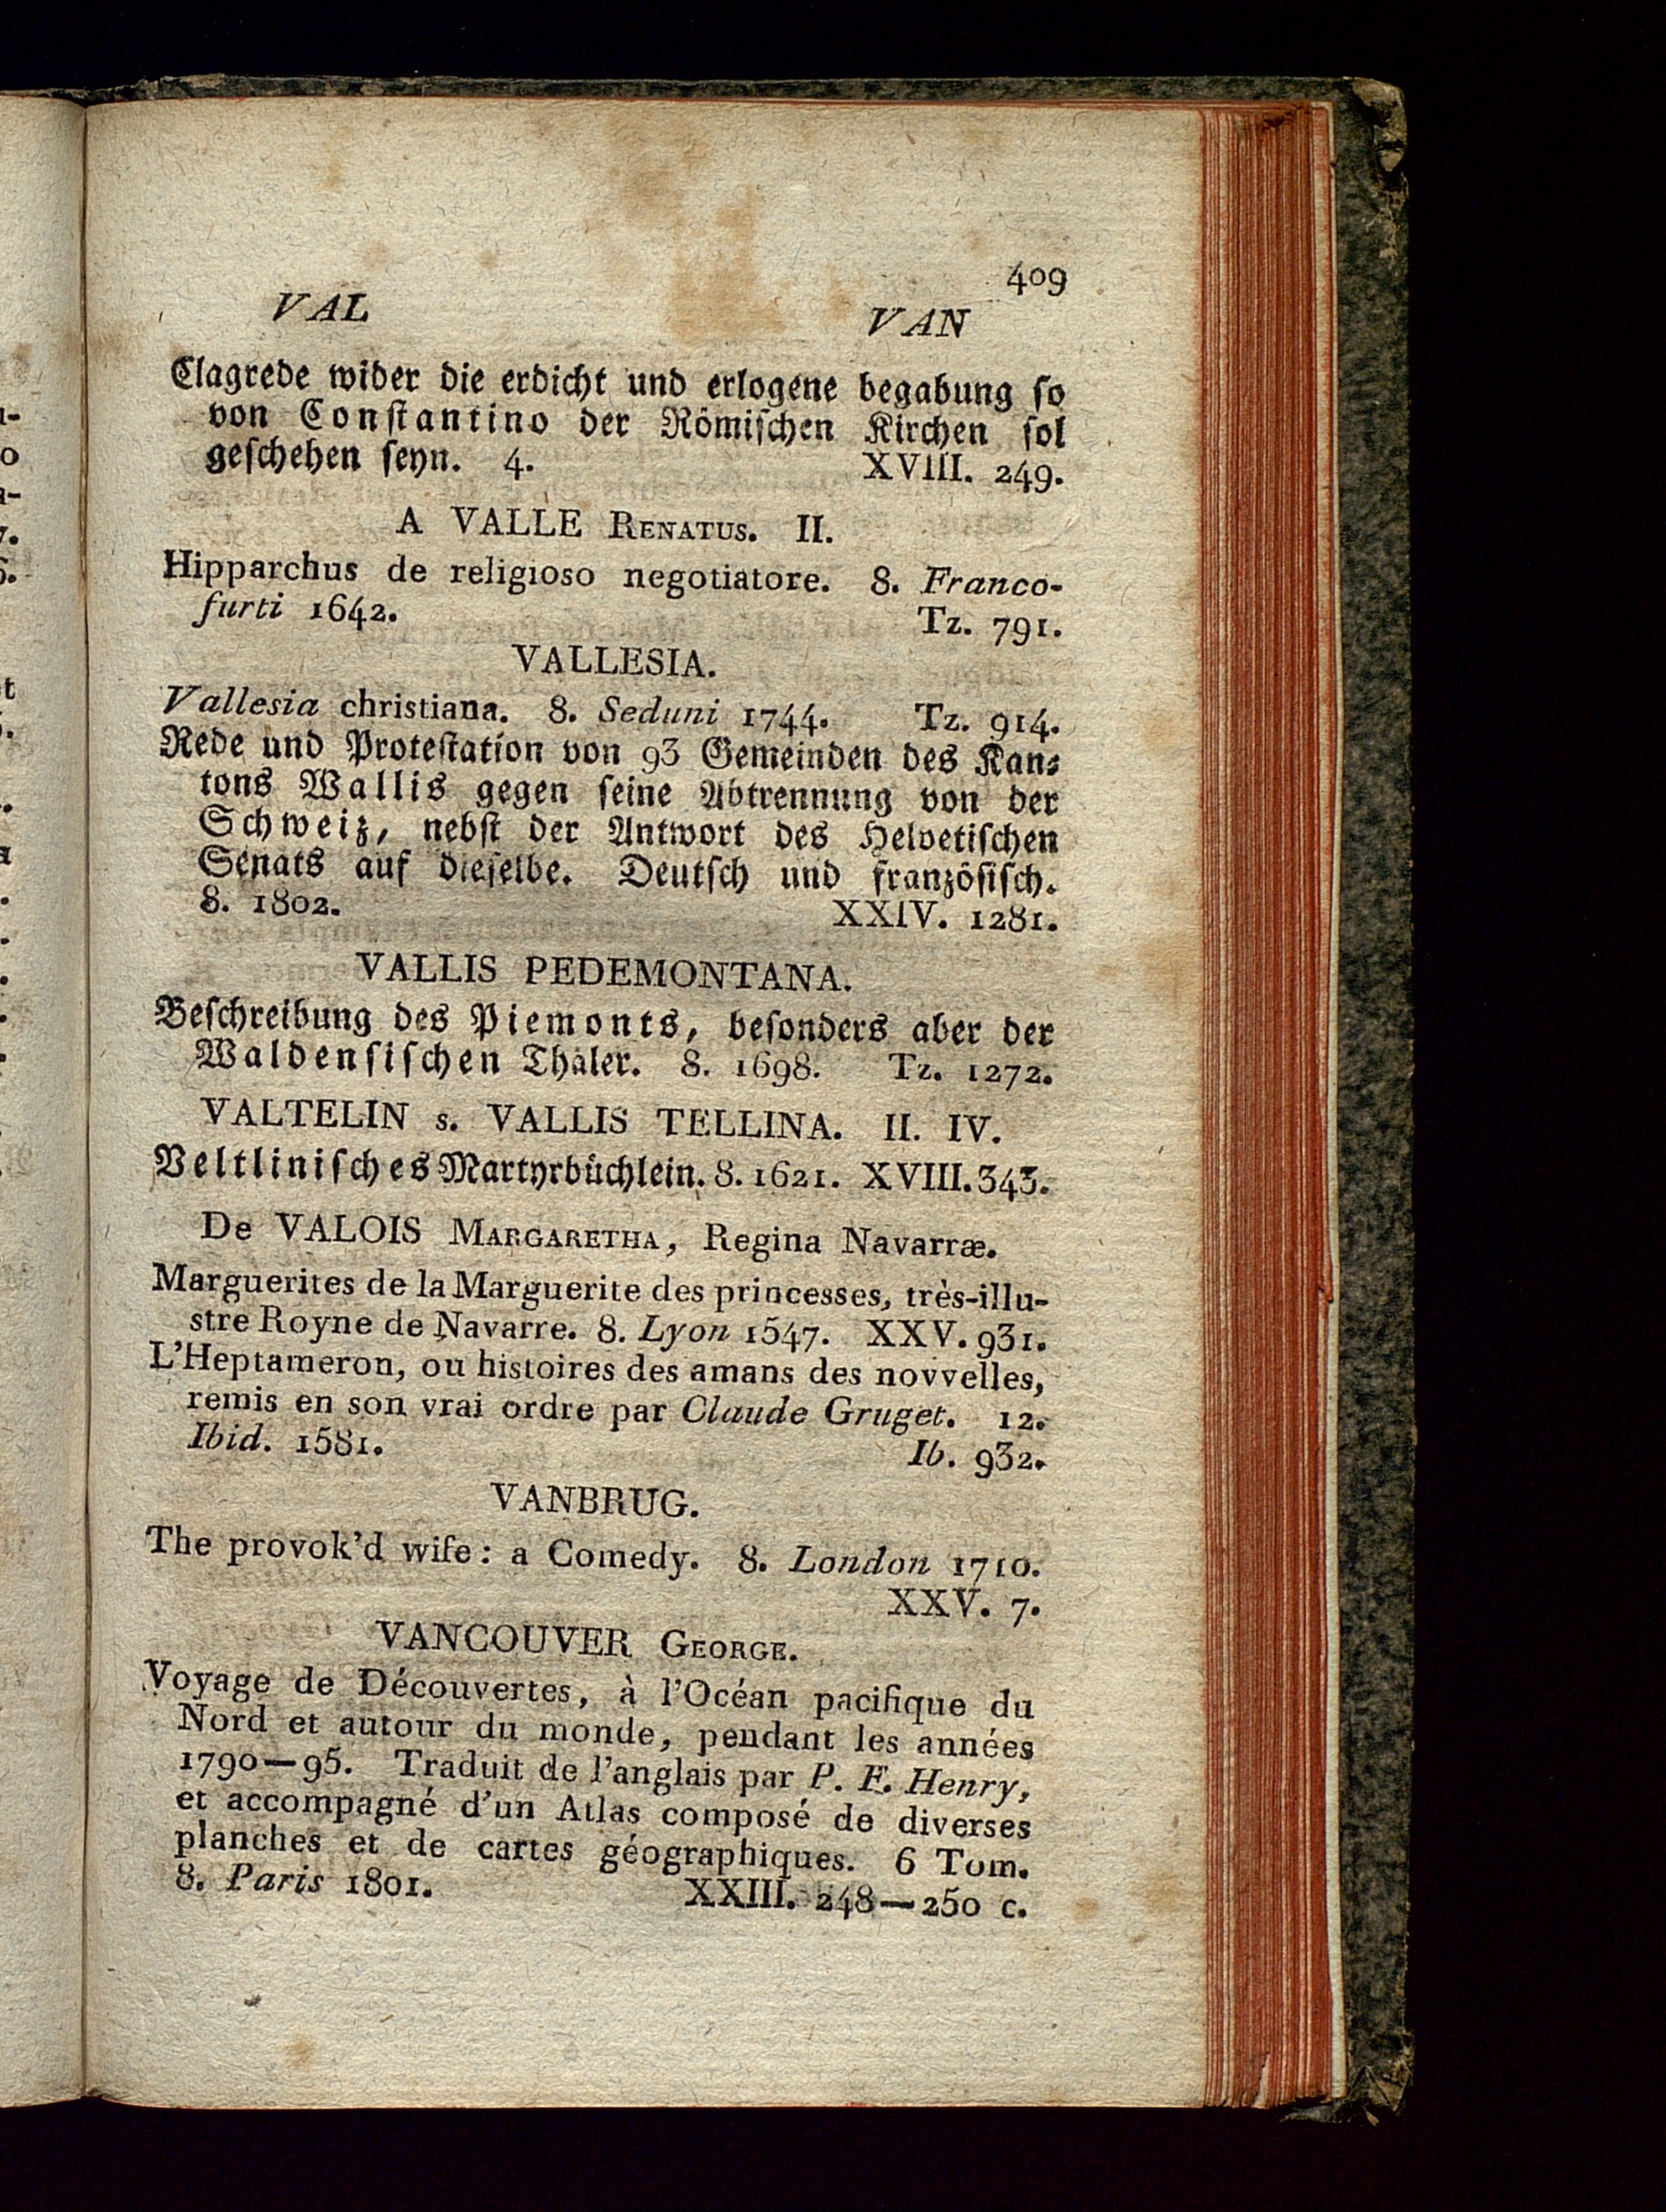 409
VAL VAN
Clagrede wider die erdicht und erlogene begabung so
von Constantino der Römischen Kirchen sol
geschehen seyn. 4. XVIII. 249.
A VALLE RENATUS. II.
Hipparchus de religioso negotiatore. 8. Franco-
furti 1642. Tz. 791.
VALLESIA.
Vallesia christiana. 8. Seduni 1744. Tz. 914.
Rede und Protestation von 93 Gemeinden des Kan-
tons Wallis gegen seine Abtrennung von der
Schweiz, nebst der Antwort des Helvetischen
Senats auf dieselbe. Deutsch und französisch.
8. 1802. XXIV. 1281.
VALLIS PEDEMONTANA.
Beschreibung des Piemonts, besonders aber der
Waldensischen Thäler. 8. 1698. Tz. 1272.
VALTELIN s. VALLIS TELLINA. II. IV.
Veltlinisches Martyrbüchlein. 8. 1621. XVIII. 343.
De VALOIS MARGARETHA, Regina Navarræ.
Marguerites de la Marguerite des princesses, très-illu-
stre Royne de Navarre. 8. Lyon 1547. XXV. 931.
L'Heptameron, ou histoires des amans des novvelles,
remis en son vrai ordre par Claude Gruget. 12.
Ibid. 1581. Ib. 932.
VANBRUG.
The provok'd wife: a Comedy. 8. London 1710.
XXV. 7.
VANCOUVER GEORGE.
Voyage de Découvertes, à l'Océan pacifique du
Nord et autour du monde, pendant les années
1790—95. Traduit de l'anglais par P. F. Henry,
et accompagné d'un Atlas composé de diverses
planches et de cartes géographiques. 6 Tom.
8. Paris 1801. XXIII. 248—250 c.